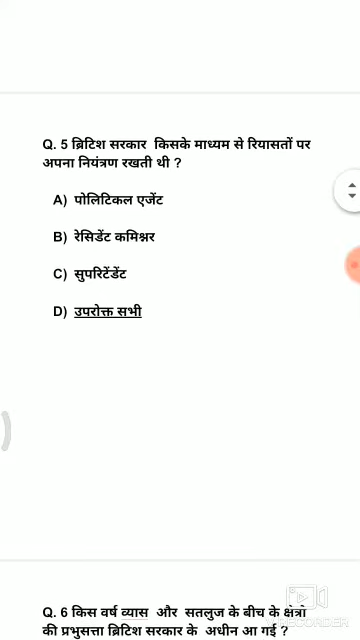 Q. 5 ब्रिटिश सरकार किसके माध्यम से रियासतों पर
अपना नियंत्रण रखती थी ?
A) पोलिटिकल एजेंट
B) रेसिडेंट कमिश्नर
C) सुपरिटेंडेंट
D) उपरोक्त सभी
Q. 6 किस वर्ष व्यास और सतलुज के बीच के क्षेत्रो
की प्रभुसत्ता ब्रिटिश सरकार के अधीन आ गई ?
RECORDER